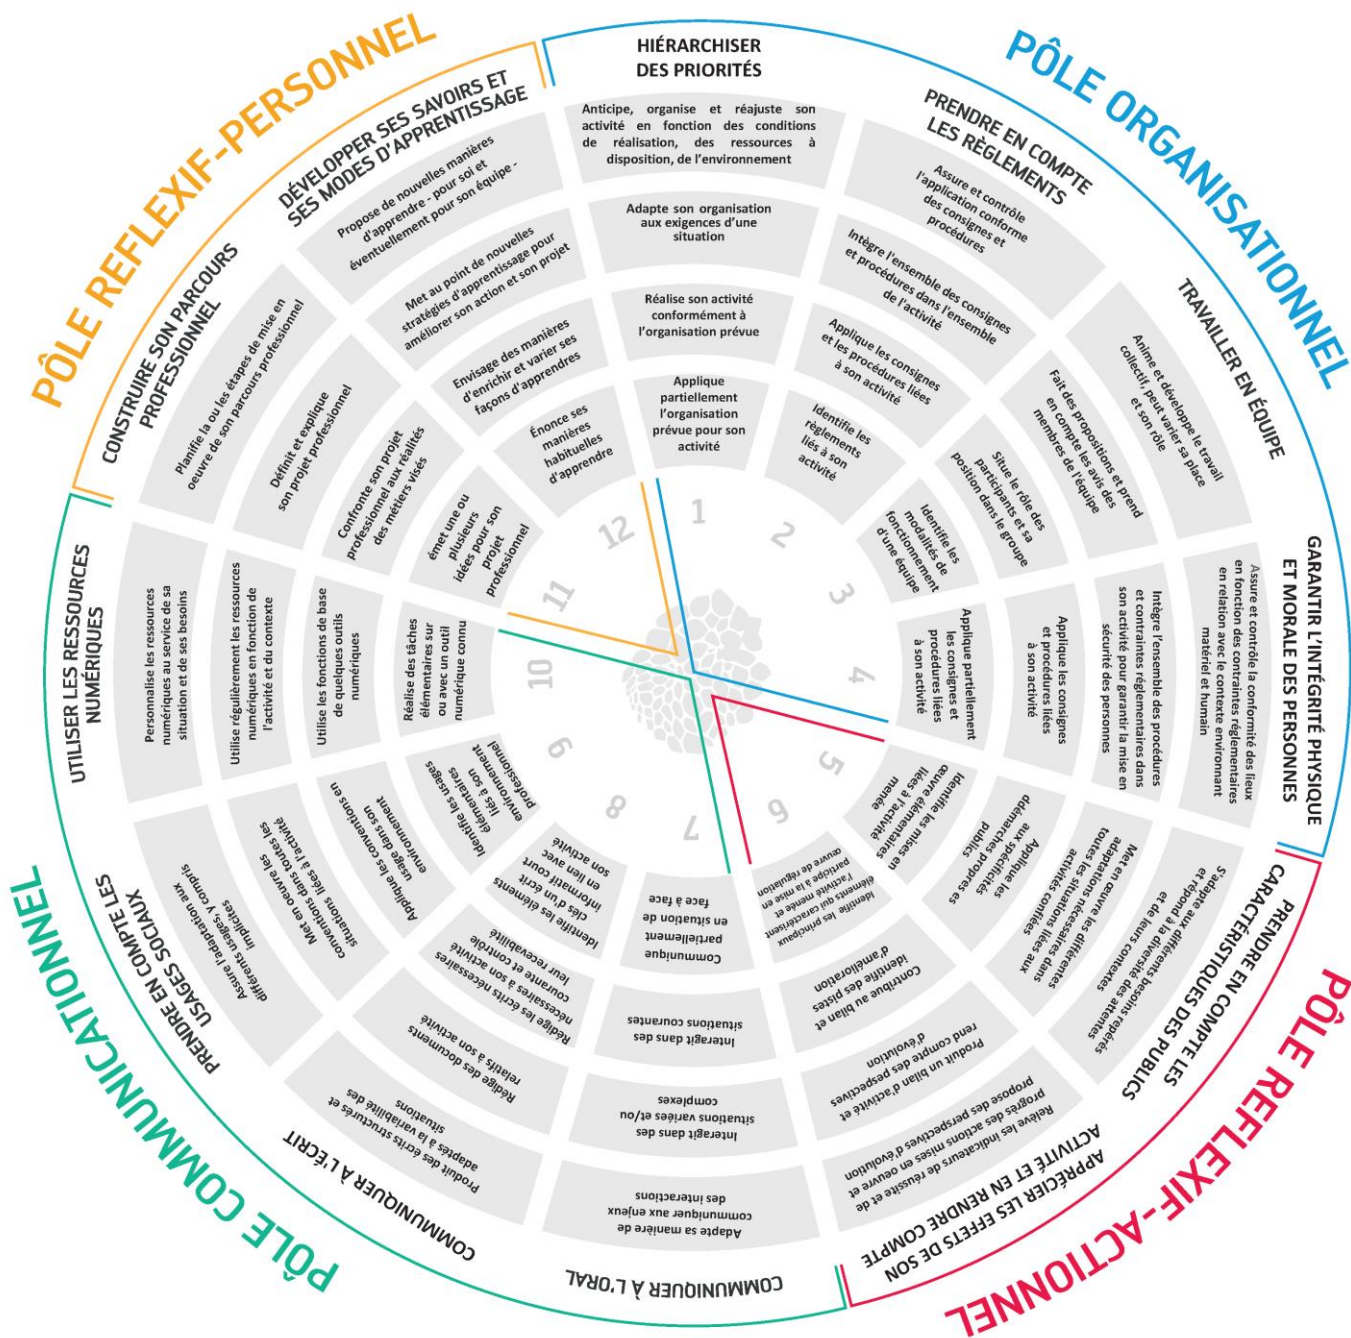 PÔLE ORGANISATIONNEL
HIÉRARCHISER
DES PRIORITÉS
Anticipe, organise et réajuste son
activité en fonction des conditions
de réalisation, des ressources à
disposition, de l'environnement
Adapte son organisation
aux exigences d'une
situation
Réalise son activité
conformément à
l'organisation prévue
Applique
partiellement
l'organisation
prévue pour son
activité
1
PRENDRE EN COMPTE
LES RÈGLEMENTS
Assure et contrôle
l'application conforme
des consignes et
procédures
Intègre l'ensemble des consignes
et procédures dans l'ensemble
de l'activité
Applique les consignes
et les procédures liées
à son activité
Identifie les
règlements
liés à son
activité
2
TRAVAILLER EN ÉQUIPE
Anime et développe le travail
collectif, peut varier sa place
et son rôle
Fait des propositions et prend
en compte les avis des
membres de l'équipe
Situe le rôle des
participants et sa
position dans le groupe
Identifie les
modalités de
fonctionnement
d'une équipe
3
GARANTIR L'INTÉGRITÉ PHYSIQUE
ET MORALE DES PERSONNES
Assure et contrôle la conformité des lieux
en fonction des contraintes réglementaires
en relation avec le contexte environnant
matériel et humain
Intègre l'ensemble des procédures
et contraintes réglementaires dans
son activité pour garantir la mise en
sécurité des personnes
Applique les consignes
et procédures liées
à son activité
Applique partiellement
les consignes et
procédures liées
à son activité
4
PÔLE REFLEXIF-ACTIONNEL
PRENDRE EN COMPTE LES
CARACTÉRISTIQUES DES PUBLICS
S'adapte aux différents besoins repérés
et répond à la diversité des attentes
et de leurs contextes
Met en œuvre les différentes
adaptations nécessaires dans
toutes les situations liées aux
activités confiées
Applique les
démarches propres
aux spécificités es
publics
Identifie les mises en
œuvre élémentaires
liées à l'activité
menée
5
APPRÉCIER LES EFFETS DE SON
ACTIVITÉ ET EN RENDRE COMPTE
Relève les indicateurs de réussite et de
progrès des actions mises en oeuvre et
propose des perspectives d'évolution
Produit un bilan d'activité et
rend compte des pespectives
d'évolution
Contribue au bilan et
identifie des pistes
d'amélioration
Identifie les principaux
éléments qui caractérisent
l'activité menée et
participe à la mise en
œuvre de régulation
6
PÔLE COMMUNICATIONNEL
COMMUNIQUER À L'ORAL
Adapte sa manière de
communiquer aux enjeux
des interactions
Interagit dans des
situations variées et/ou
complexes
Interagit dans des
situations courantes
Communique
partiellement
en situation de
face à face
7
COMMUNIQUER À L'ÉCRIT
Produit des écrits structurés et
adaptés à la variabilité des
situations
Rédige des documents
relatifs à son activité
Rédige les écrits nécessaires
nécessaires à son activité
courante et contrôle
leur recevabilité
Identifie les éléments
clés d'un écrit
informatif court
en lien avec
son activité
8
PRENDRE EN COMPTE LES
USAGES SOCIAUX
Assure l'adaptation aux
différents usages, y compris
implicites
Met en oeuvre les
conventions dans toutes les
situations liées à l'activité
Applique les conventions en
usage dans son
environnement
Identifie les usages
élémentaires
liés à son
environnement
professionnel
9
UTILISER LES RESSOURCES
NUMÉRIQUES
Personnalise les ressources
numériques au service de sa
situation et de ses besoins
Utilise régulièrement les ressources
numériques en fonction de
l'activité et du contexte
Utilise les fonctions de base
de quelques outils
numériques
Réalise des tâches
élémentaires sur
ou avec un outil
numérique connu
10
PÔLE REFLEXIF-PERSONNEL
CONSTRUIRE SON PARCOURS
PROFESSIONNEL
Planifie la ou les étapes de mise en
oeuvre de son parcours professionnel
Définit et explique
son projet professionnel
Confronte son projet
professionnel aux réalités
des métiers visés
émet une ou
plusieurs
idées pour son
projet
professionnel
11
DÉVELOPPER SES SAVOIRS ET
SES MODES D'APPRENTISSAGE
Propose de nouvelles manières
d'apprendre - pour soi et
éventuellement pour son équipe -
Met au point de nouvelles
stratégies d'apprentissage pour
améliorer son action et son projet
Envisage des manières
d'enrichir et varier ses
façons d'apprendres
Énonce ses
manières
habituelles
d'apprendre
12